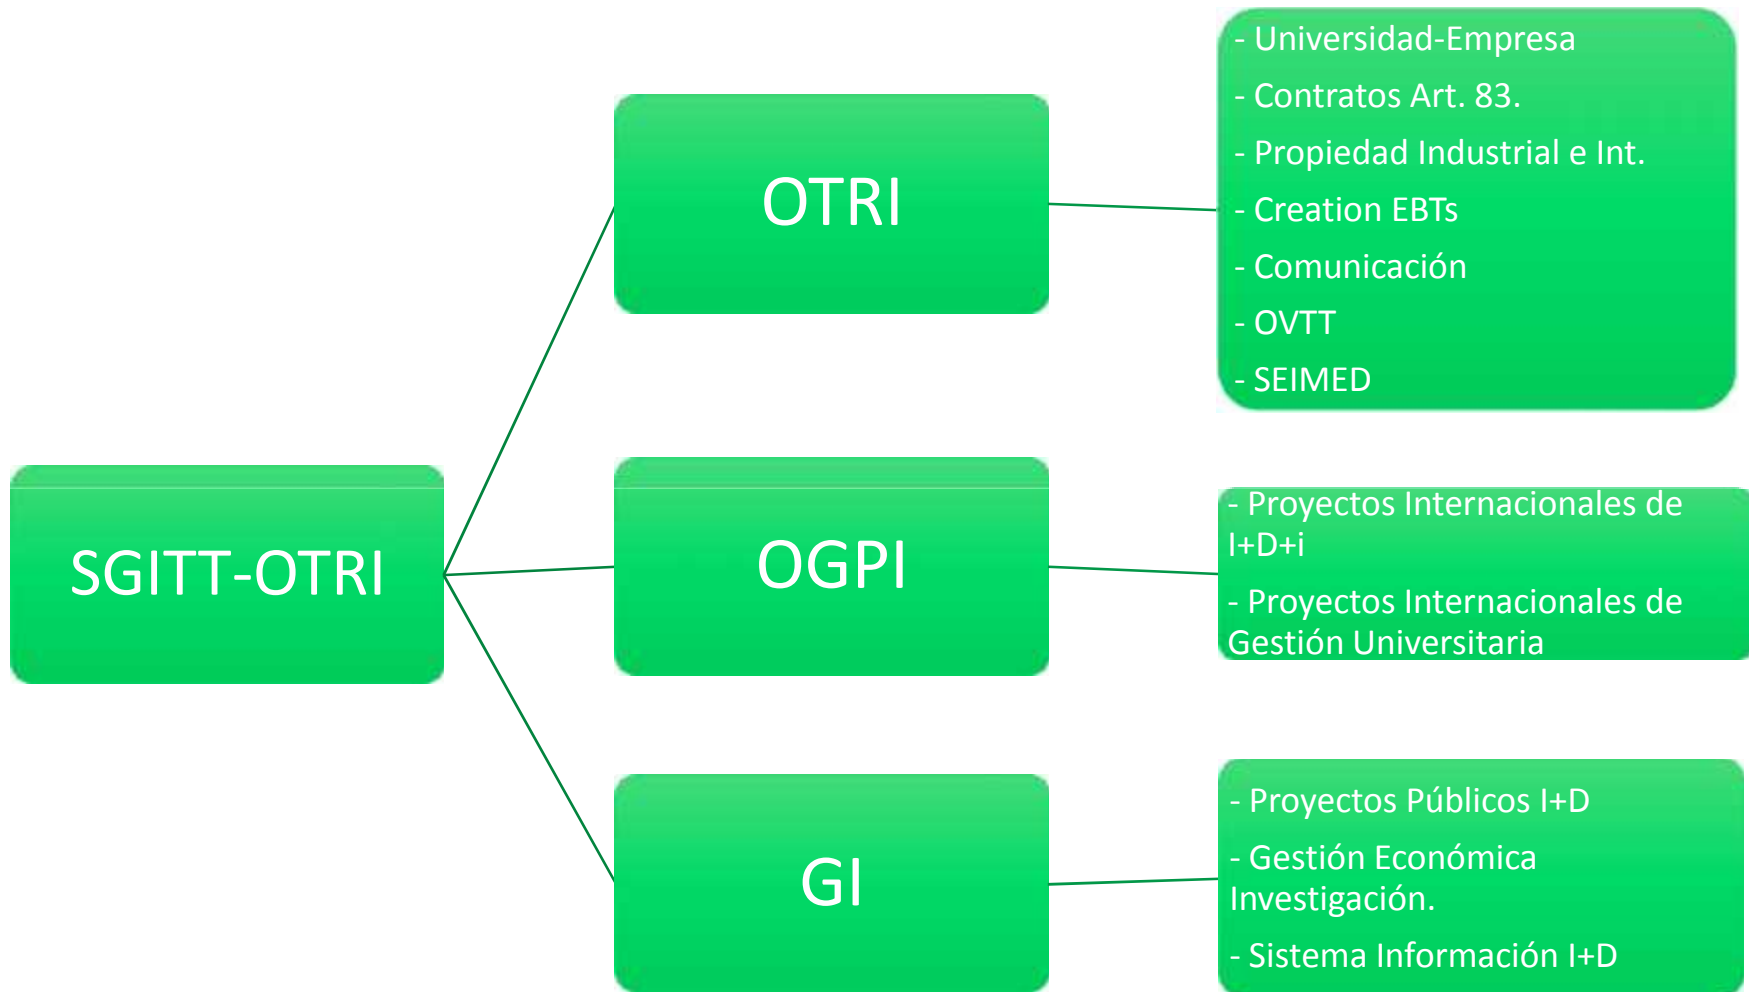 SGITT-OTRI
OTRI
- Universidad-Empresa
- Contratos Art. 83.
- Propiedad Industrial e Int.
- Creation EBTs
- Comunicación
- OVTT
- SEIMED
OGPI
- Proyectos Internacionales de
I+D+i
- Proyectos Internacionales de
Gestión Universitaria
GI
- Proyectos Públicos I+D
- Gestión Económica
Investigación.
- Sistema Información I+D